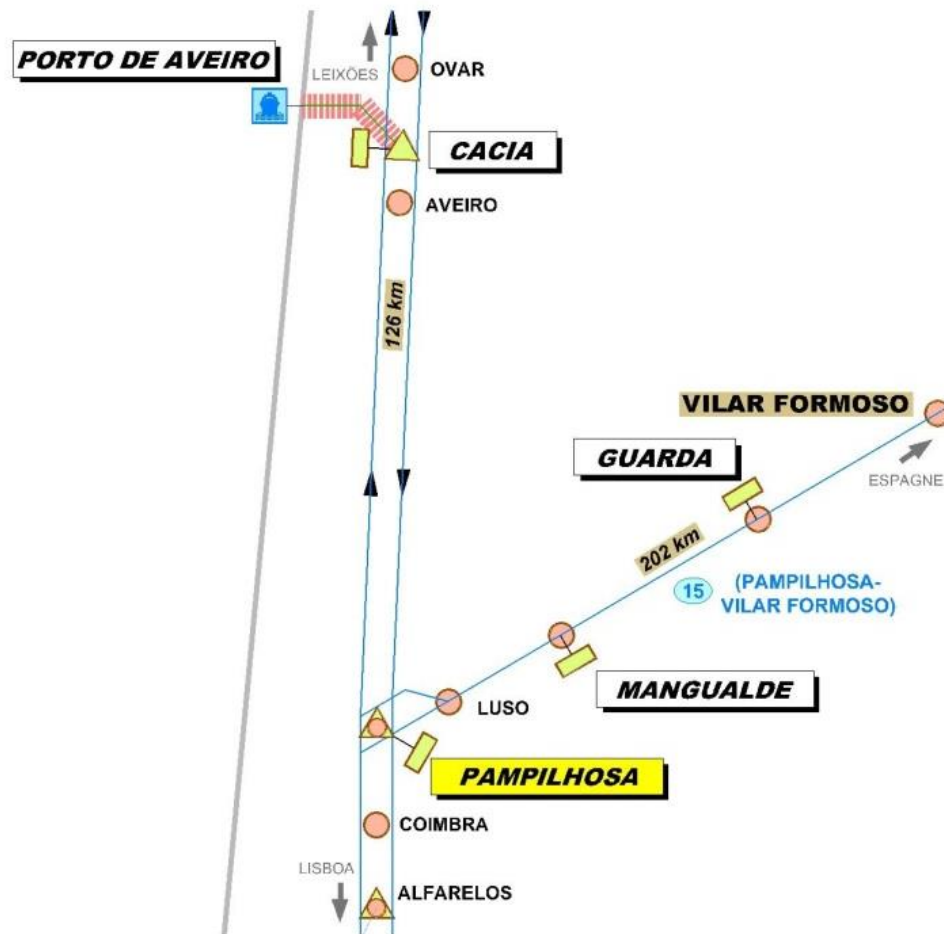 PORTO DE AVEIRO
LEIXÕES
OVAR
CACIA
AVEIRO
126 km
VILAR FORMOSO
GUARDA
ESPAGNE
202 km
15
(PAMPILHOSA-
VILAR FORMOSO)
MANGUALDE
LUSO
PAMPILHOSA
COIMBRA
LISBOA
ALFARELOS